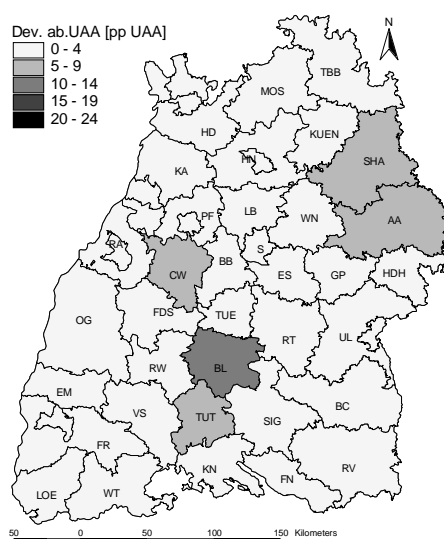 N
Dev. ab.UAA [pp UAA]
0 - 4
5 - 9
10 - 14
15 - 19
20 - 24
TBB
MOS
HD
KUEN
HN
SHA
KA
PF
LB
WN
AA
RA
CW
BB
S
ES
GP
HDH
OG
FDS
TUE
RT
UL
RW
BL
EM
VS
TUT
SIG
BC
FR
KN
FN
RV
LOE
WT
50 0 50 100 150 Kilometers